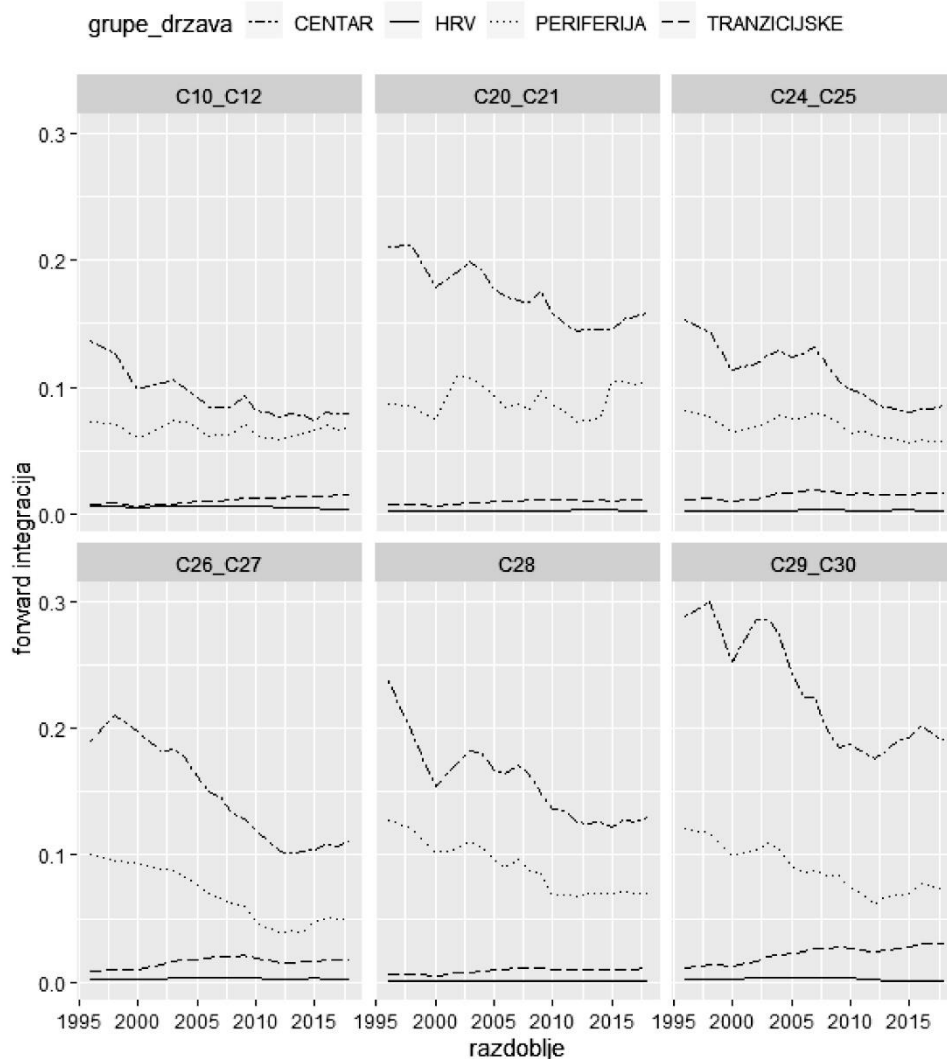 grupe_drzava CENTAR HRV PERIFERIJA TRANZICIJSKE
C10_C12 C20_C21 C24_C25
0.3
0.2
0.1
0.0
C26_C27 C28 C29_C30
0.3
0.2
0.1
0.0
forward integracija
1995 2000 2005 2010 2015 1995 2000 2005 2010 2015 1995 2000 2005 2010 2015
razdoblje